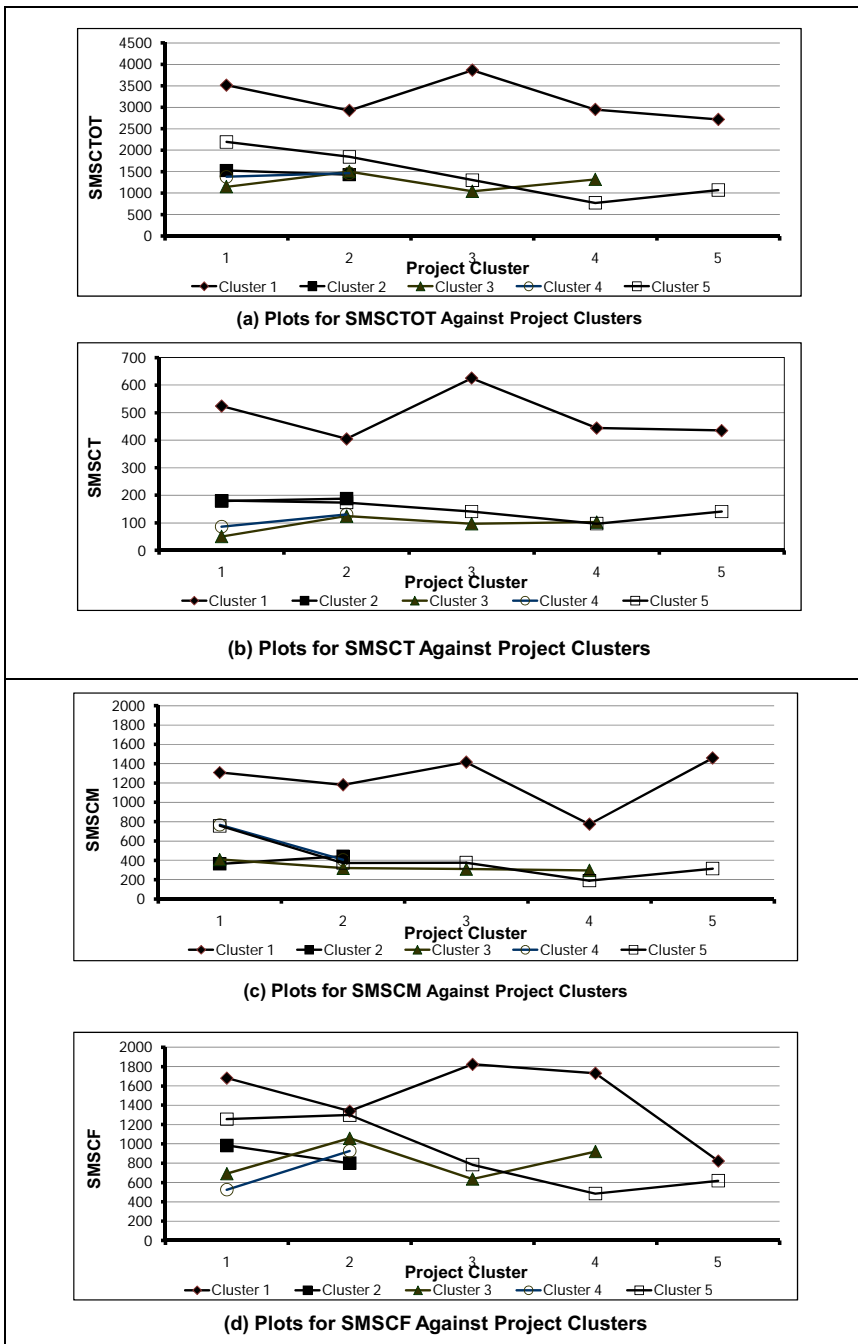 4500
4000
3500
3000
2500
2000
1500
1000
500
0
SMSCTOT
1 2 3 4 5
Project Cluster
Cluster 1 Cluster 2 Cluster 3 Cluster 4 Cluster 5
(a) Plots for SMSCTOT Against Project Clusters
700
600
500
400
300
200
100
0
SMSCT
1 2 3 4 5
Project Cluster
Cluster 1 Cluster 2 Cluster 3 Cluster 4 Cluster 5
(b) Plots for SMSCT Against Project Clusters
2000
1800
1600
1400
1200
1000
800
600
400
200
0
SMSCM
1 2 3 4 5
Project Cluster
Cluster 1 Cluster 2 Cluster 3 Cluster 4 Cluster 5
(c) Plots for SMSCM Against Project Clusters
2000
1800
1600
1400
1200
1000
800
600
400
200
0
SMSCF
1 2 3 4 5
Project Cluster
Cluster 1 Cluster 2 Cluster 3 Cluster 4 Cluster 5
(d) Plots for SMSCF Against Project Clusters